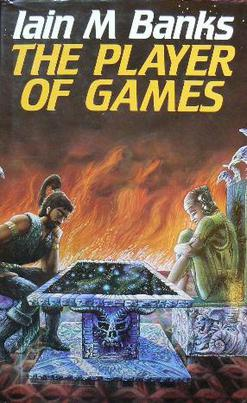 Iain M Banks
THE PLAYER
OF GAMES